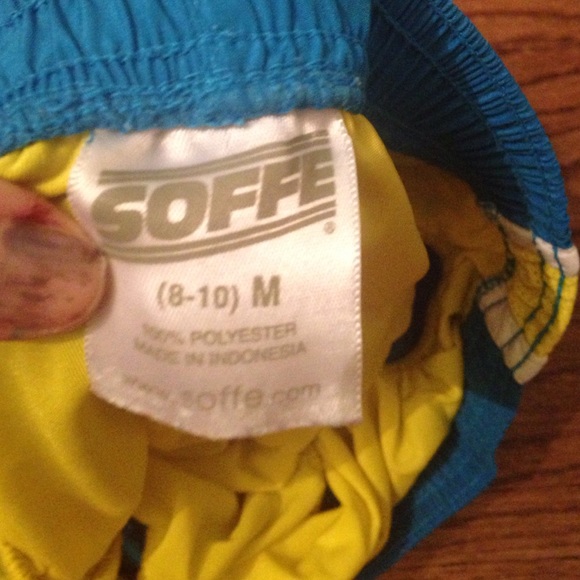 SOFFE®
(8-10) M
100% POLYESTER
MADE IN INDONESIA
www.soffe.com